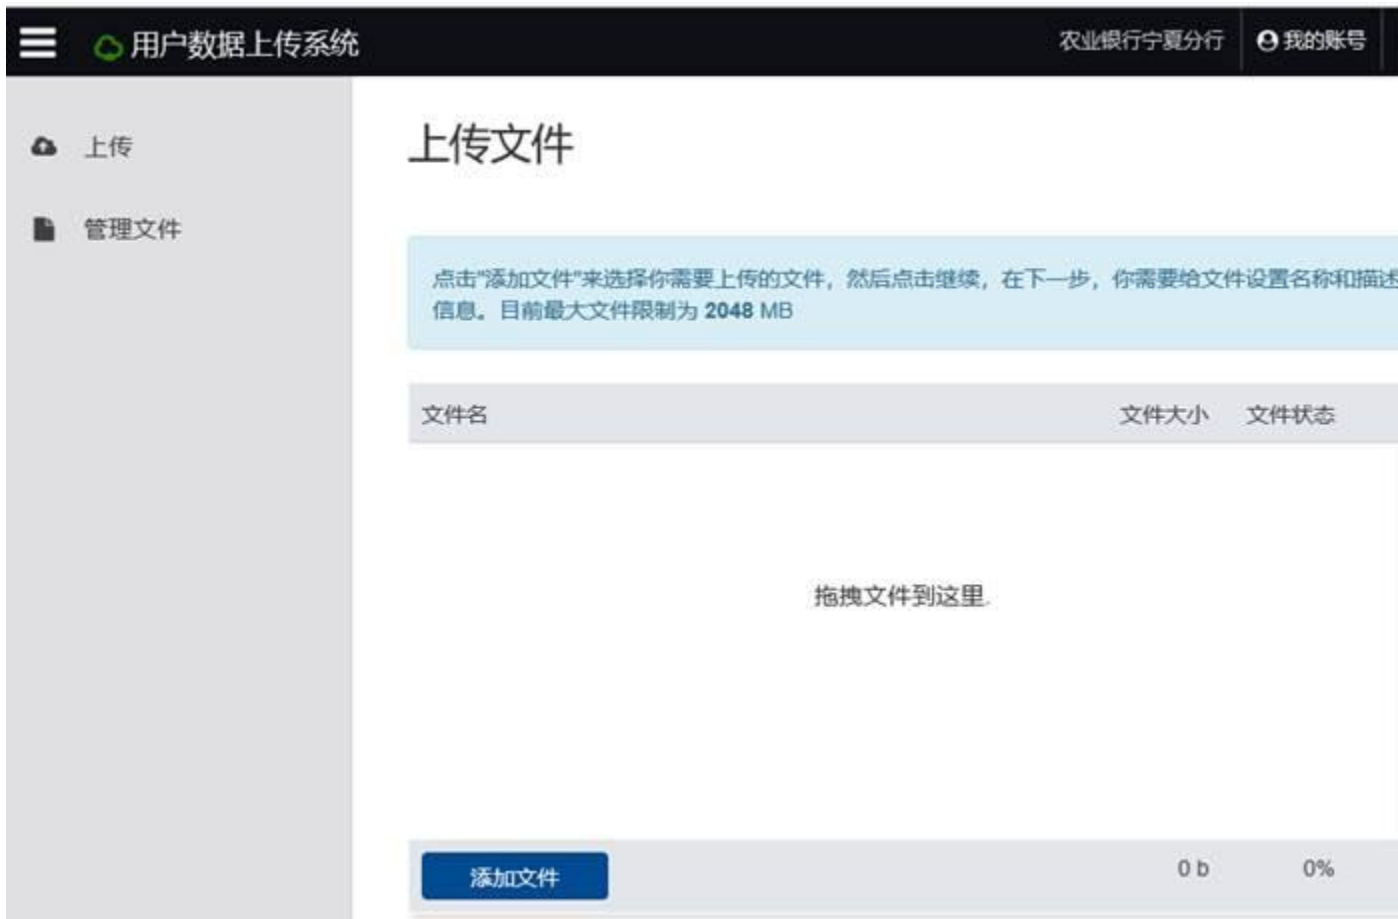 用户数据上传系统 农业银行宁夏分行 我的账号
上传
管理文件
上传文件
点击"添加文件"来选择你需要上传的文件，然后点击继续，在下一步，你需要给文件设置名称和描述
信息。目前最大文件限制为 2048 MB
文件名 文件大小 文件状态
拖拽文件到这里.
添加文件 0 b 0%